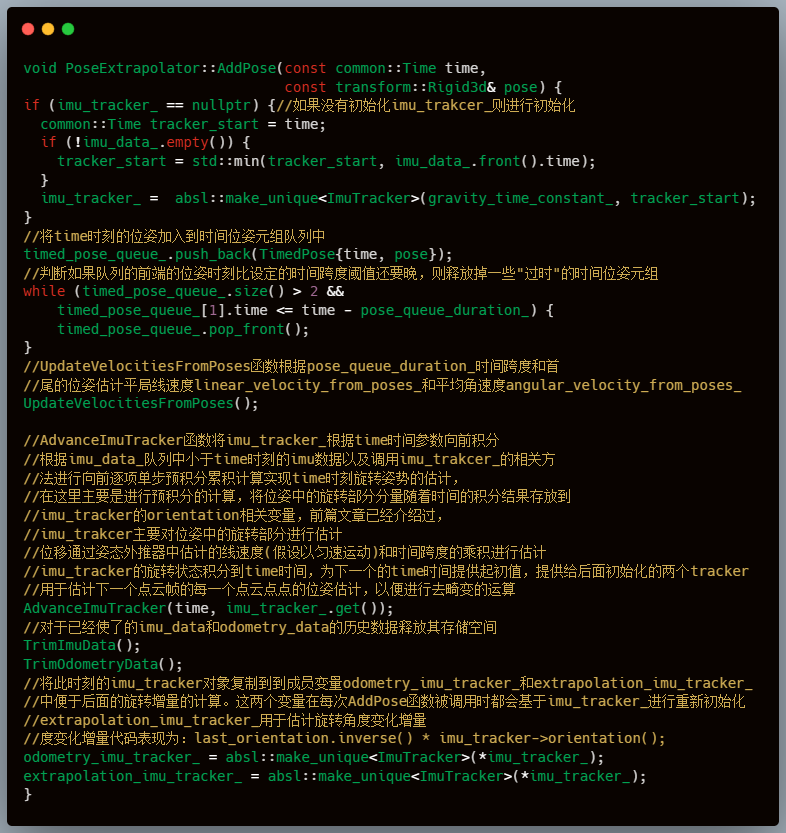 void PoseExtrapolator::AddPose(const common::Time time,
const transform::Rigid3d& pose) {
if (imu_tracker_ == nullptr) {//如果没有初始化imu_trakcer_则进行初始化
common::Time tracker_start = time;
if (!imu_data_.empty()) {
tracker_start = std::min(tracker_start, imu_data_.front().time);
}
imu_tracker_ =  absl::make_unique<ImuTracker>(gravity_time_constant_, tracker_start);
}
//将time时刻的位姿加入到时间位姿元组队列中
timed_pose_queue_.push_back(TimedPose{time, pose});
//判断如果队列的前端的位姿时刻比设定的时间跨度阈值还要晚，则释放掉一些"过时"的时间位姿元组
while (timed_pose_queue_.size() > 2 &&
timed_pose_queue_[1].time <= time - pose_queue_duration_) {
timed_pose_queue_.pop_front();
}
//UpdateVelocitiesFromPoses函数根据pose_queue_duration_时间跨度和首
//尾的位姿估计平局线速度linear_velocity_from_poses_和平均角速度angular_velocity_from_poses_
UpdateVelocitiesFromPoses();
//AdvanceImuTracker函数将imu_tracker_根据time时间参数向前积分
//根据imu_data_队列中小于time时刻的imu数据以及调用imu_trakcer_的相关方
//法进行向前逐项单步预积分累积计算实现time时刻旋转姿势的估计，
//在这里主要是进行预积分的计算，将位姿中的旋转部分分量随着时间的积分结果存放到
//imu_tracker的orientation相关变量，前篇文章已经介绍过，
//imu_trakcer主要对位姿中的旋转部分进行估计
//位移通过姿态外推器中估计的线速度(假设以匀速运动)和时间跨度的乘积进行估计
//imu_tracker的旋转状态积分到time时间，为下一个的time时间提供起初值，提供给后面初始化的两个tracker
//用于估计下一个点云帧的每一个点云点点的位姿估计，以便进行去畸变的运算
AdvanceImuTracker(time, imu_tracker_.get());
//对于已经使了的imu_data和odometry_data的历史数据释放其存储空间
TrimImuData();
TrimOdometryData();
//将此时刻的imu_tracker对象复制到到成员变量odometry_imu_tracker_和extrapolation_imu_tracker_
//中便于后面的旋转增量的计算。这两个变量在每次AddPose函数被调用时都会基于imu_tracker_进行重新初始化
//extrapolation_imu_tracker_用于估计旋转角度变化增量
//度变化增量代码表现为：last_orientation.inverse() * imu_tracker->orientation();
odometry_imu_tracker_ = absl::make_unique<ImuTracker>(*imu_tracker_);
extrapolation_imu_tracker_ = absl::make_unique<ImuTracker>(*imu_tracker_);
}